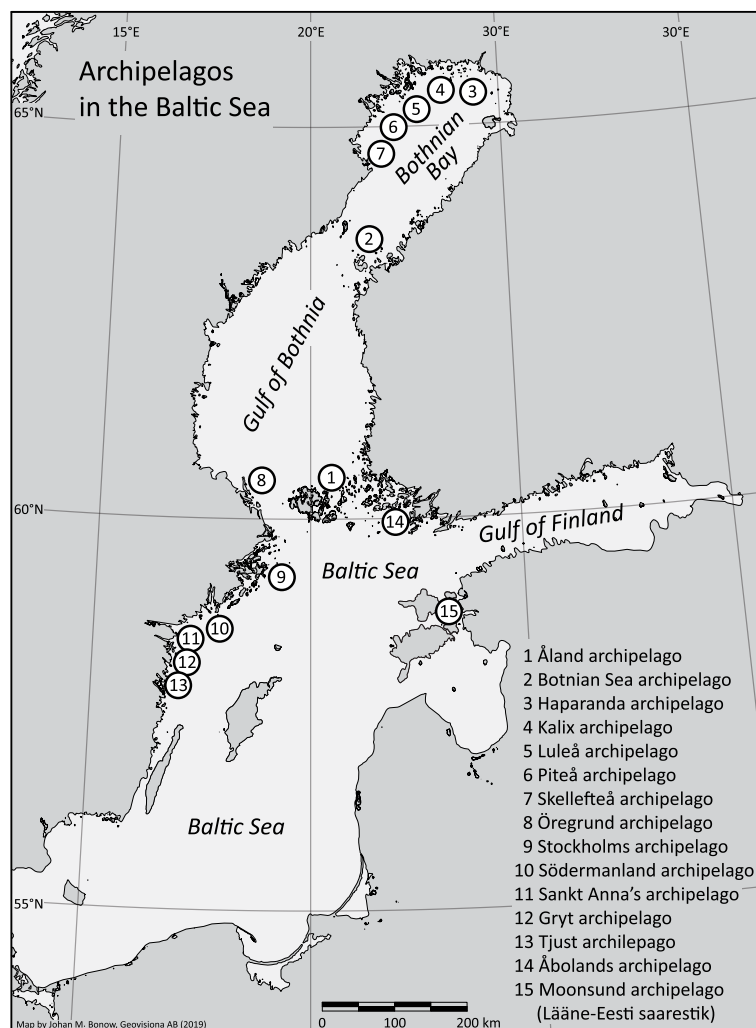 15°E
20°E
30°E
30°E
Archipelagos
in the Baltic Sea
65°N
4
3
5
6
7
Bothnian
Bay
2
Gulf of Bothnia
8
1
60°N
14
Gulf of Finland
9
Baltic Sea
15
10
11
12
13
Baltic Sea
55°N
1 Åland archipelago
2 Botnian Sea archipelago
3 Haparanda archipelago
4 Kalix archipelago
5 Luleå archipelago
6 Piteå archipelago
7 Skellefteå archipelago
8 Öregrund archipelago
9 Stockholms archipelago
10 Södermanland archipelago
11 Sankt Anna's archipelago
12 Gryt archipelago
13 Tjust archilepago
14 Åbolands archipelago
15 Moonsund archipelago
(Lääne-Eesti saarestik)
0 100 200 km
Map by Johan M. Bonow, Geovisiona AB (2019)